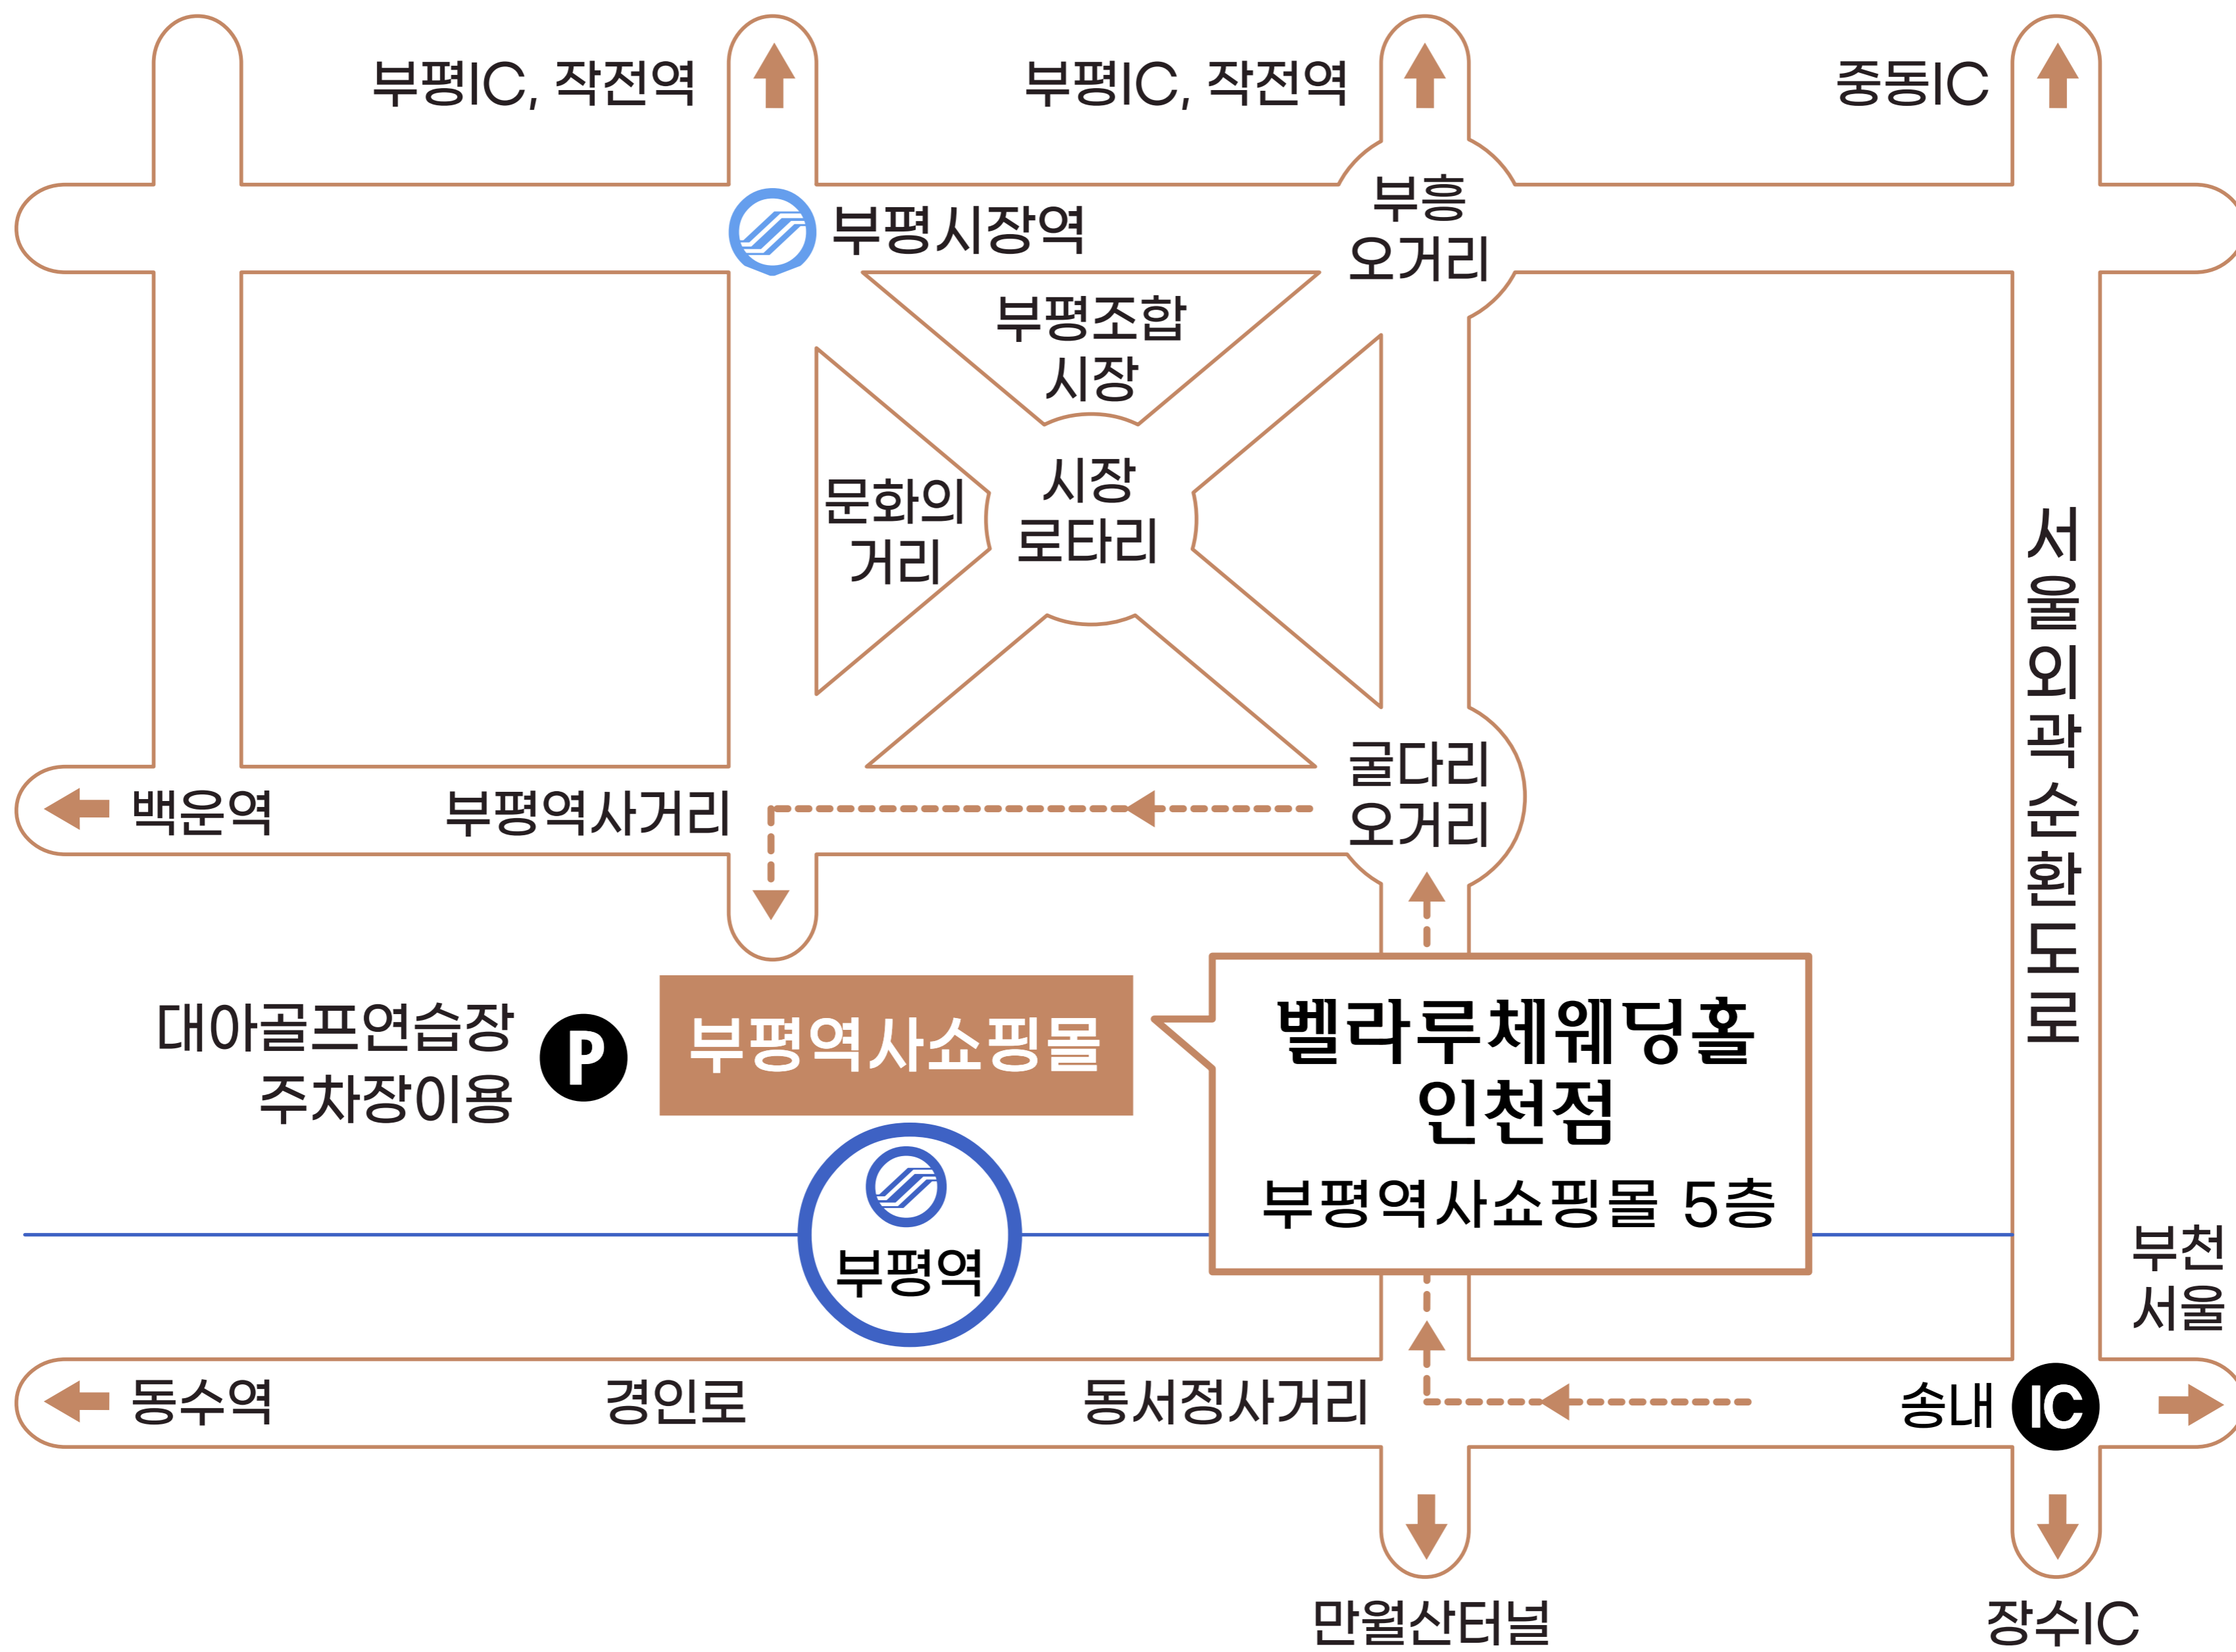 부평IC, 작전역
부평IC, 작전역
중동IC
부평시장역
부흥
오거리
부평조합
시장
문화의
거리
시장
로타리
서울외곽순환도로
백운역
부평역사거리
굴다리
오거리
대아골프연습장
주차장이용
P
부평역사쇼핑몰
벨라루체웨딩홀
인천점
부평역사쇼핑몰 5층
부평역
부천
서울
동수역
경인로
동서정사거리
송내
IC
만월산터널
장수IC